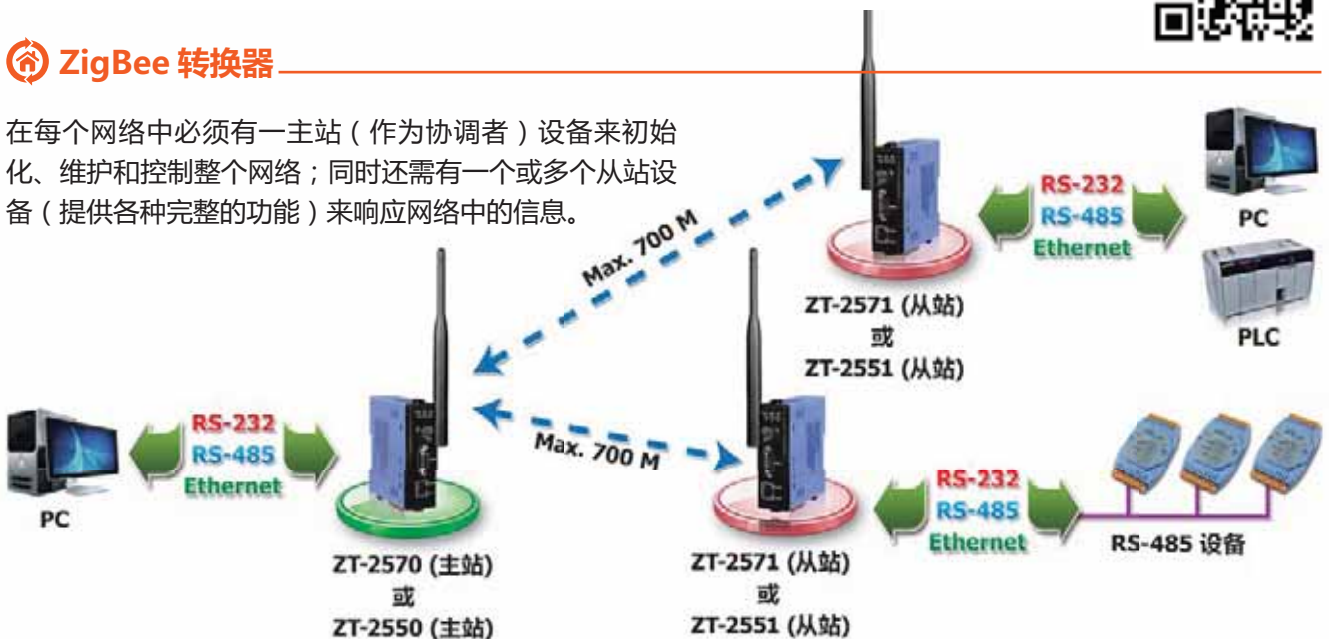 ZigBee 转换器
在每个网络中必须有一主站（作为协调者）设备来初始
化、维护和控制整个网络；同时还需有一个或多个从站设
备（提供各种完整的功能）来响应网络中的信息。
Max. 700 M
RS-232
RS-485
Ethernet
PC
PLC
ZT-2571 (从站)
或
ZT-2551 (从站)
PC
RS-232
RS-485
Ethernet
Max. 700 M
ZT-2570 (主站)
或
ZT-2550 (主站)
ZT-2571 (从站)
或
ZT-2551 (从站)
RS-232
RS-485
Ethernet
RS-485 设备